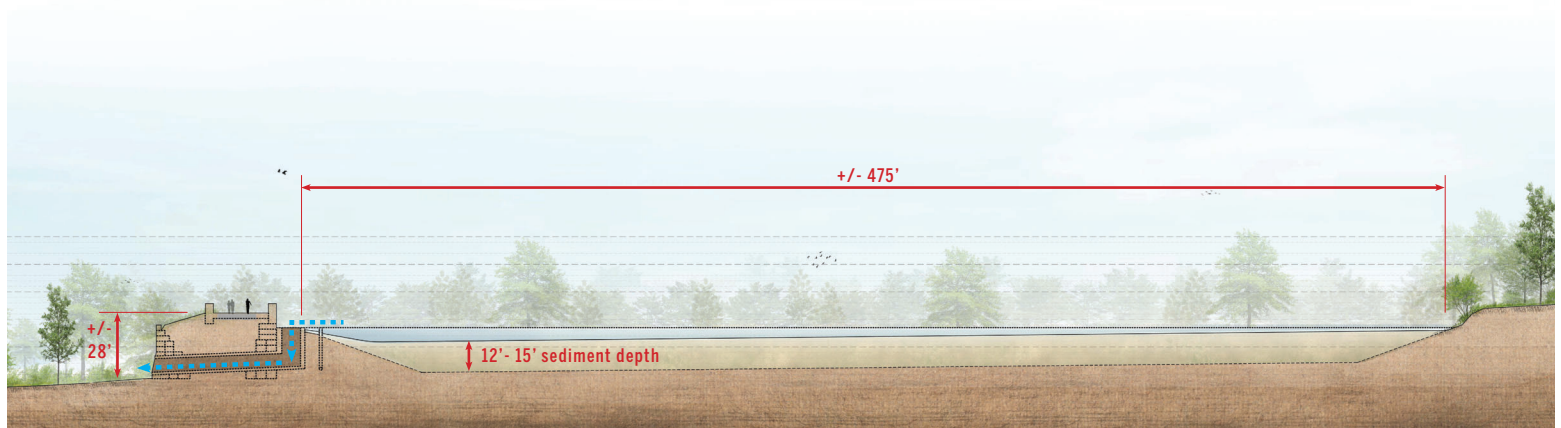 +/- 475’
+/-
28’
12’- 15’ sediment depth